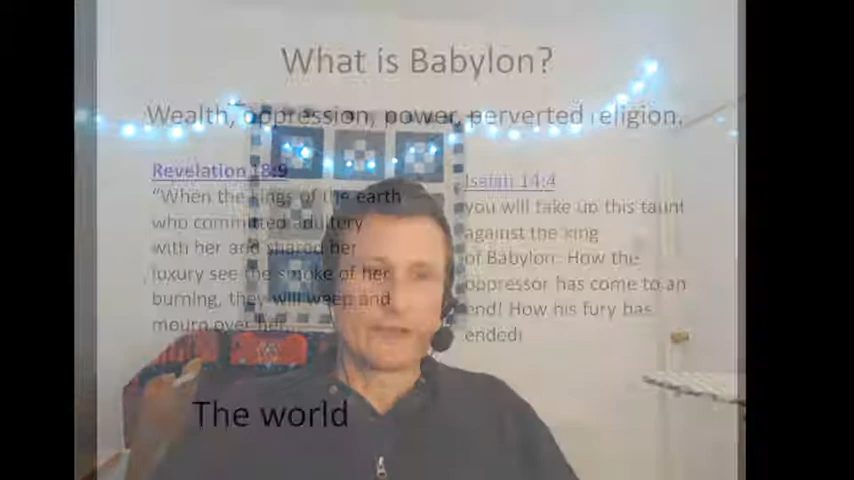 What is Babylon?
Wealth, oppression, power, perverted religion.
Revelation 18:9
“When the kings of the earth
who committed adultery
with her and shared her
luxury see the smoke of her
burning, they will weep and
mourn over her.
Isaiah 14:4
you will take up this taunt
against the king
of Babylon: How the
oppressor has come to an
end! How his fury has
ended!
The world